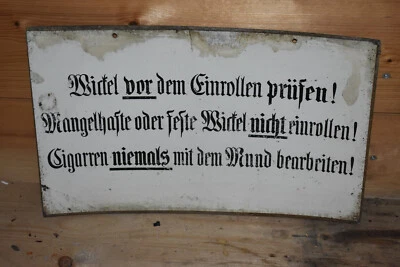 Wickel vor dem Einrollen prüfen!
Mangelhafte oder feste Wickel nicht einrollen!
Cigarren niemals mit dem Mund bearbeiten!